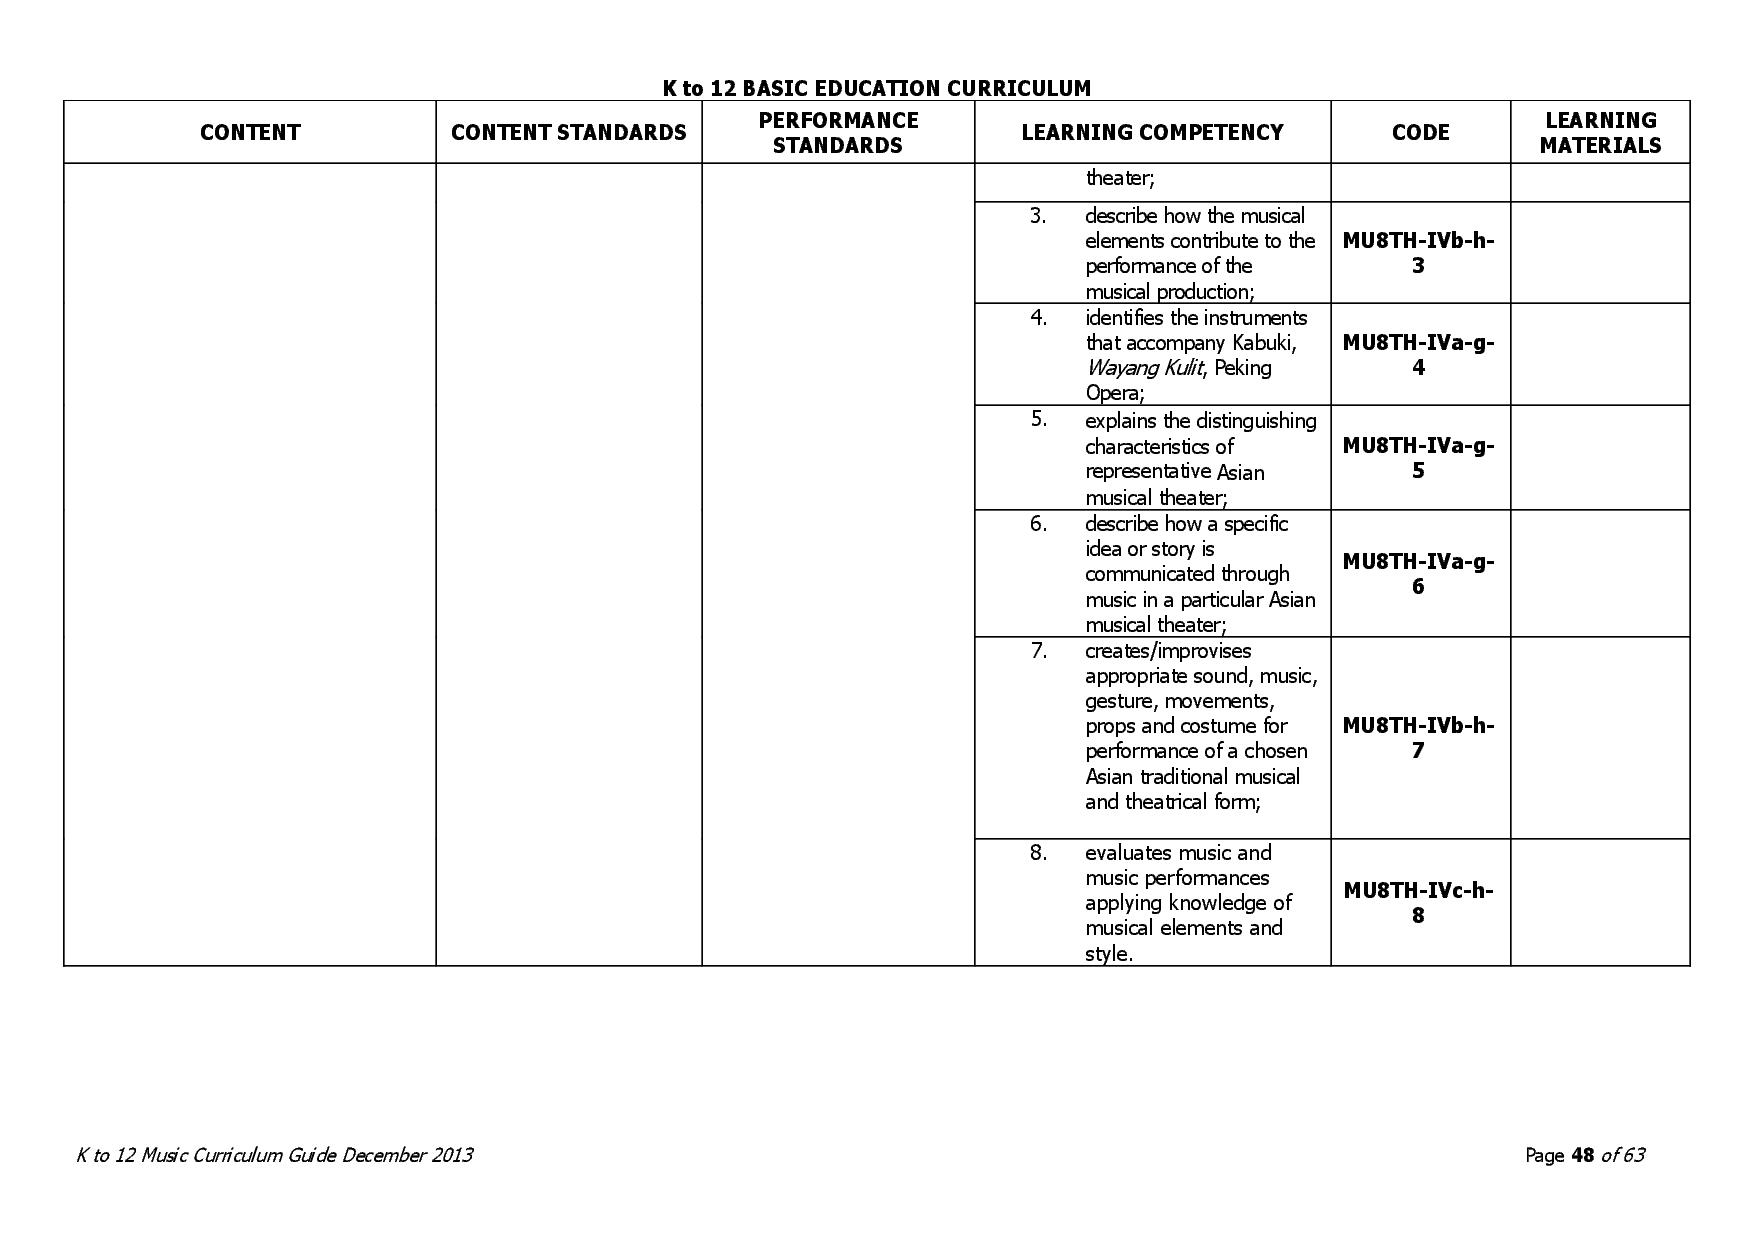 K to 12 BASIC EDUCATION CURRICULUM
CONTENT
CONTENT STANDARDS
PERFORMANCE
STANDARDS
LEARNING COMPETENCY
CODE
LEARNING
MATERIALS
theater;
3. describe how the musical
elements contribute to the
performance of the
musical production;
MU8TH-IVb-h-
3
4. identifies the instruments
that accompany Kabuki,
Wayang Kulit, Peking
Opera;
MU8TH-IVa-g-
4
5. explains the distinguishing
characteristics of
representative Asian
musical theater;
MU8TH-IVa-g-
5
6. describe how a specific
idea or story is
communicated through
music in a particular Asian
musical theater;
MU8TH-IVa-g-
6
7. creates/improvises
appropriate sound, music,
gesture, movements,
props and costume for
performance of a chosen
Asian traditional musical
and theatrical form;
MU8TH-IVb-h-
7
8. evaluates music and
music performances
applying knowledge of
musical elements and
style.
MU8TH-IVc-h-
8
K to 12 Music Curriculum Guide December 2013
Page 48 of 63